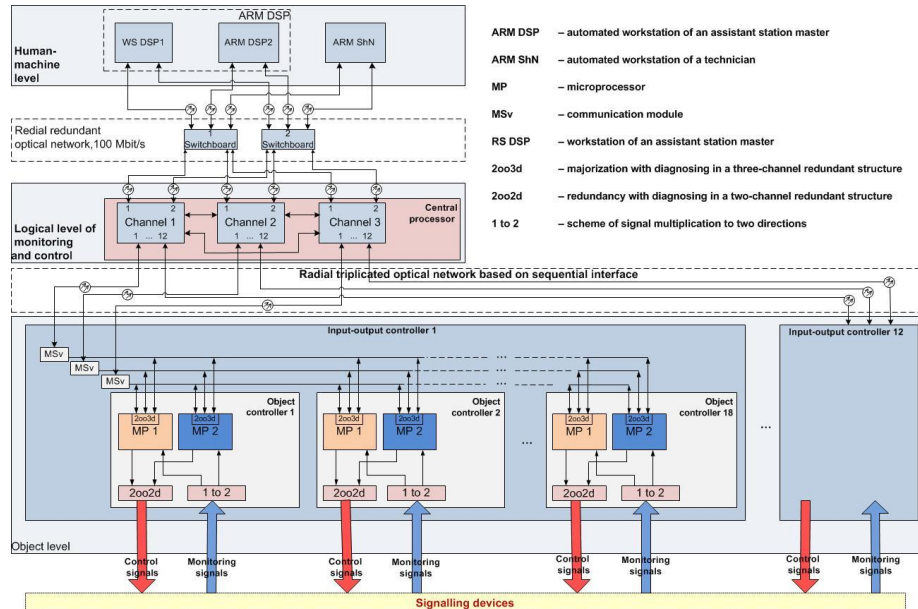 ARM DSP
WS DSP1
ARM DSP2
ARM ShN
Human-
machine
level
Radial redundant
optical network,100 Mbit/s
1
Switchboard
2
Switchboard
Logical level of
monitoring
and control
Central
processor
1 2
Channel 1
1 ... 12
1 2
Channel 2
1 ... 12
1 2
Channel 3
1 ... 12
Radial triplicated optical network based on sequential interface
Input-output controller 1
Input-output controller 12
MSv
MSv
MSv
...
...
...
Object
controller 1
2oo3d
MP 1
2oo3d
MP 2
2oo2d
1 to 2
Object
controller 2
2oo3d
MP 1
2oo3d
MP 2
2oo2d
1 to 2
...
Object
controller 18
2oo3d
MP 1
2oo3d
MP 2
2oo2d
1 to 2
...
Object level
Control
signals
Monitoring
signals
Control
signals
Monitoring
signals
Control
signals
Monitoring
signals
Control
signals
Monitoring
signals
Signalling devices
ARM DSP – automated workstation of an assistant station master
ARM ShN – automated workstation of a technician
MP – microprocessor
MSv – communication module
RS DSP – workstation of an assistant station master
2oo3d – majorization with diagnosing in a three-channel redundant structure
2oo2d – redundancy with diagnosing in a two-channel redundant structure
1 to 2 – scheme of signal multiplication to two directions